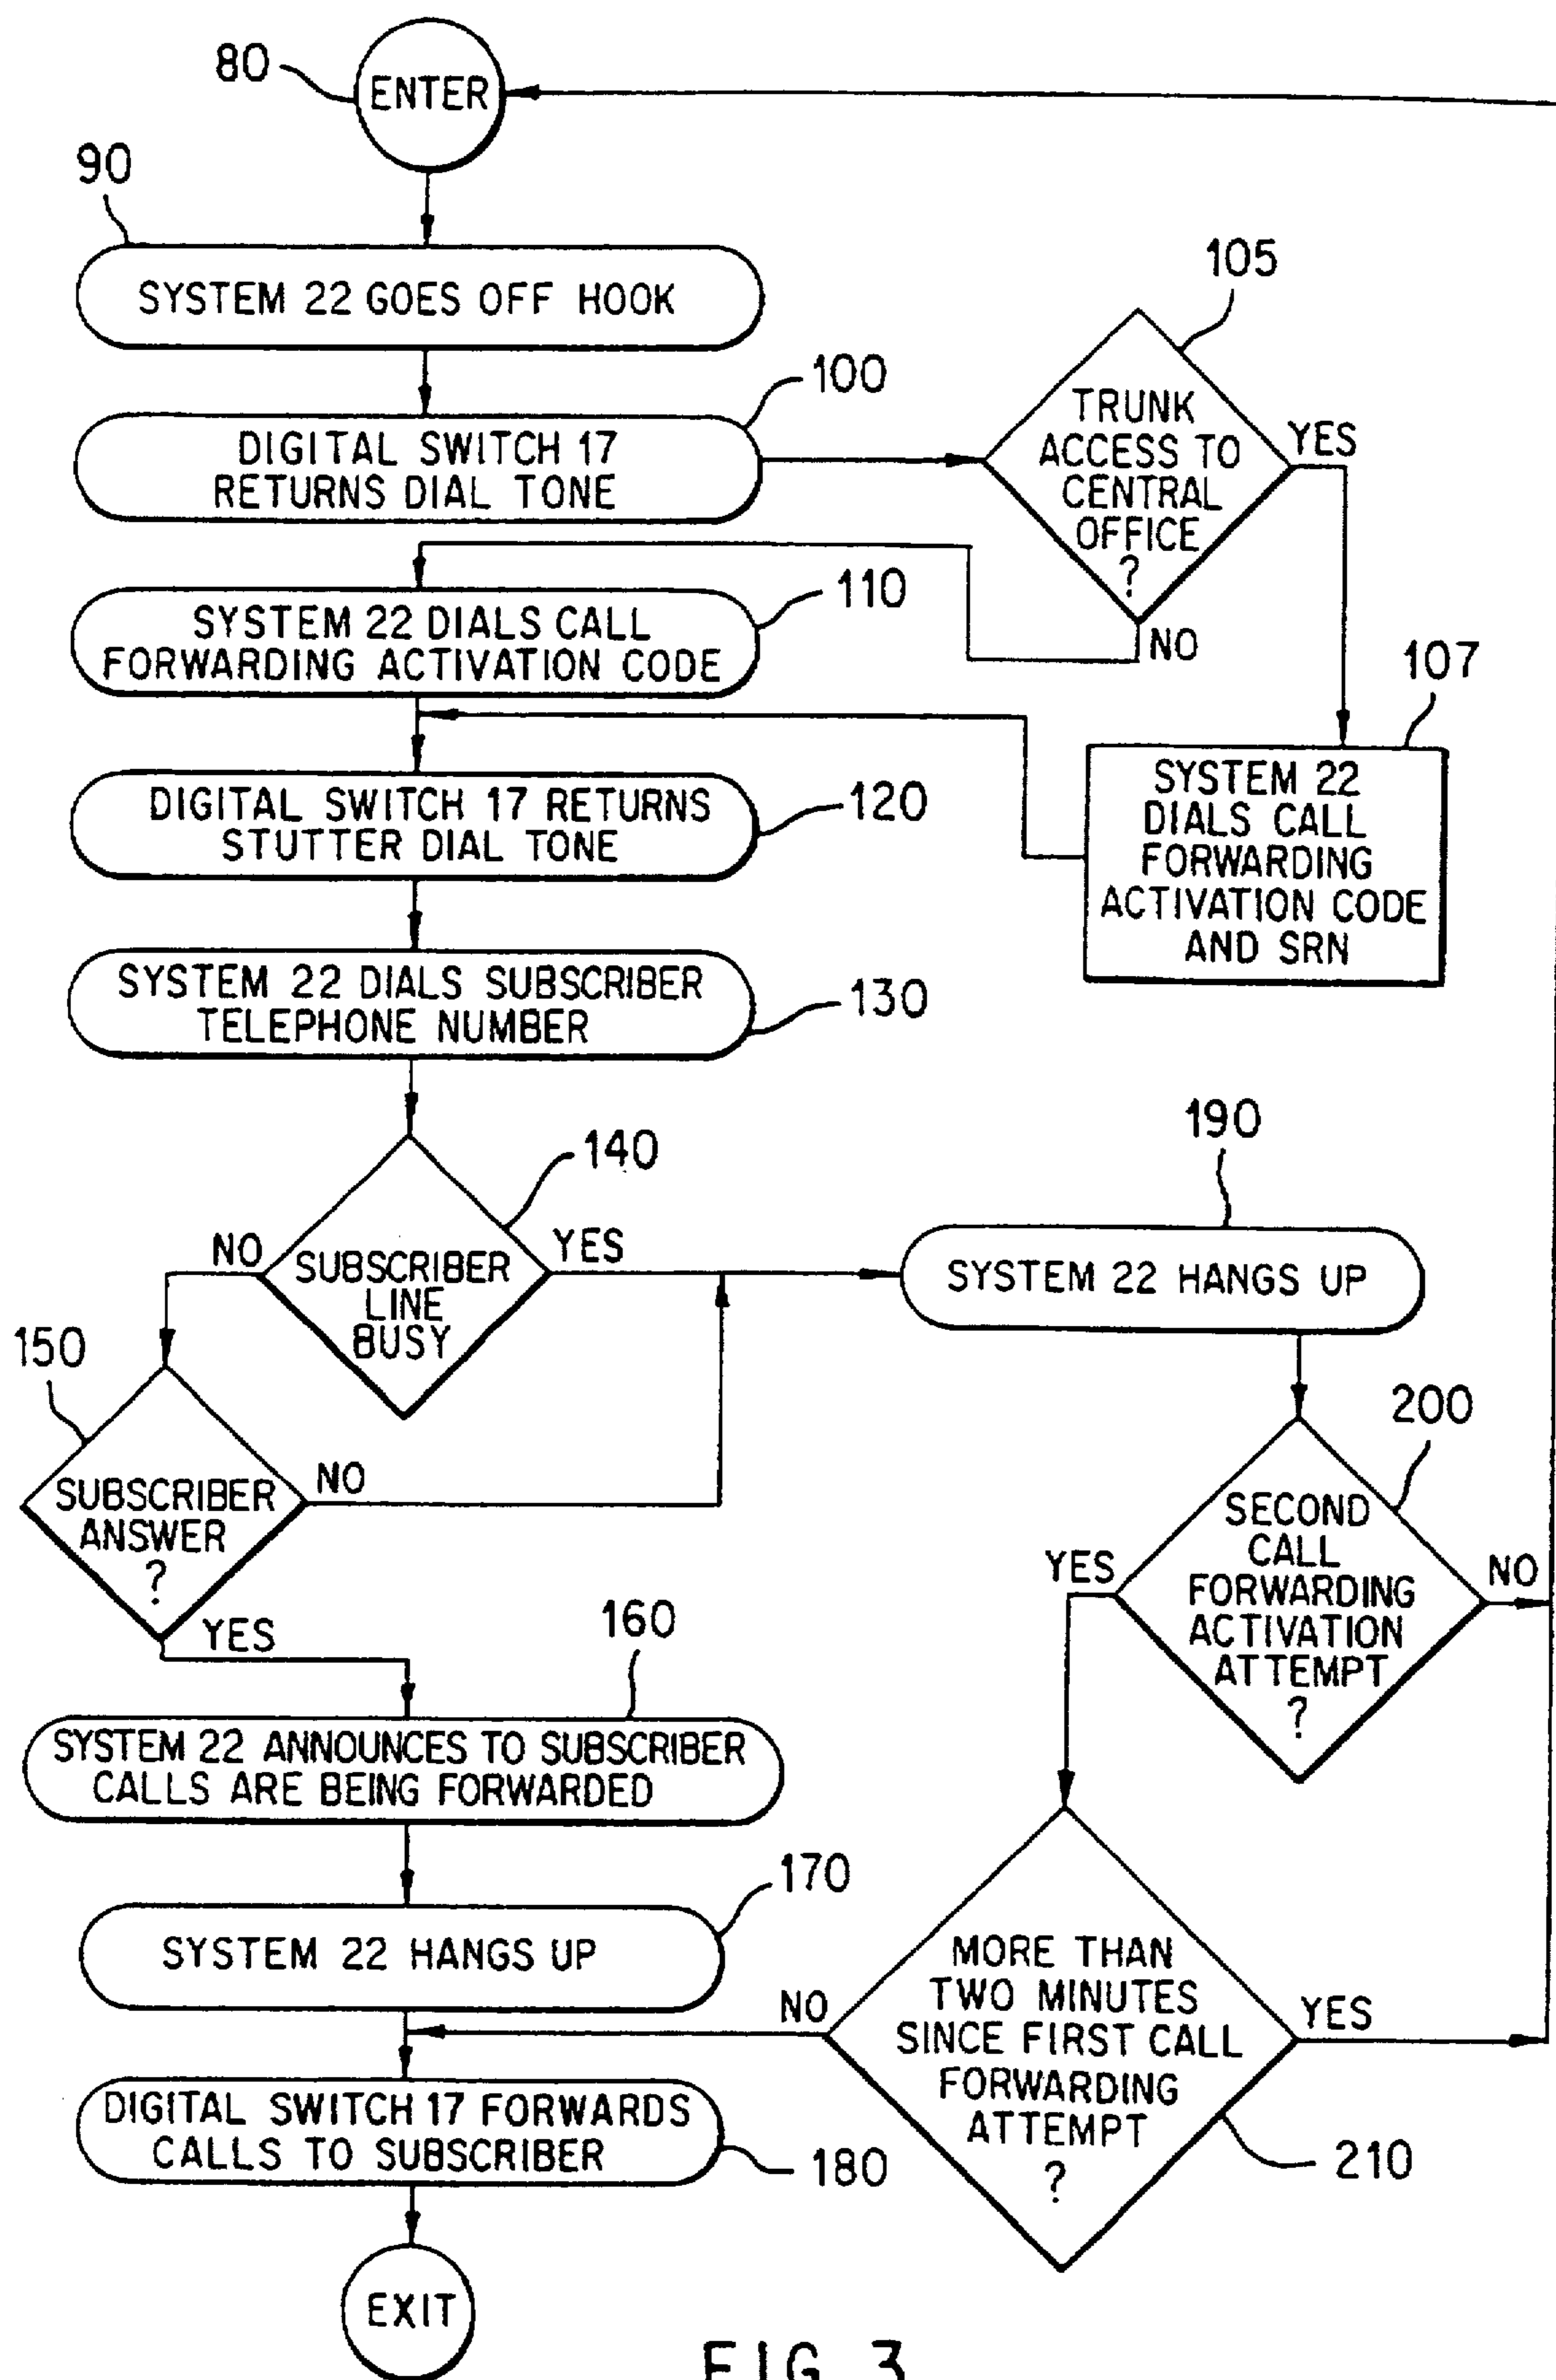 80
ENTER
90
SYSTEM 22 GOES OFF HOOK
105
100
DIGITAL SWITCH 17
RETURNS DIAL TONE
TRUNK
ACCESS TO
CENTRAL
OFFICE
?
YES
NO
110
SYSTEM 22 DIALS CALL
FORWARDING ACTIVATION CODE
107
SYSTEM 22
DIALS CALL
FORWARDING
ACTIVATION CODE
AND SRN
DIGITAL SWITCH 17 RETURNS
STUTTER DIAL TONE
120
SYSTEM 22 DIALS SUBSCRIBER
TELEPHONE NUMBER
130
140
NO
SUBSCRIBER
LINE
BUSY
YES
190
SYSTEM 22 HANGS UP
150
SUBSCRIBER
ANSWER
?
NO
YES
200
SECOND
CALL
FORWARDING
ACTIVATION
ATTEMPT
?
YES
NO
160
SYSTEM 22 ANNOUNCES TO SUBSCRIBER
CALLS ARE BEING FORWARDED
170
SYSTEM 22 HANGS UP
NO
MORE THAN
TWO MINUTES
SINCE FIRST CALL
FORWARDING
ATTEMPT
?
YES
210
DIGITAL SWITCH 17 FORWARDS
CALLS TO SUBSCRIBER
180
EXIT
FIG 3